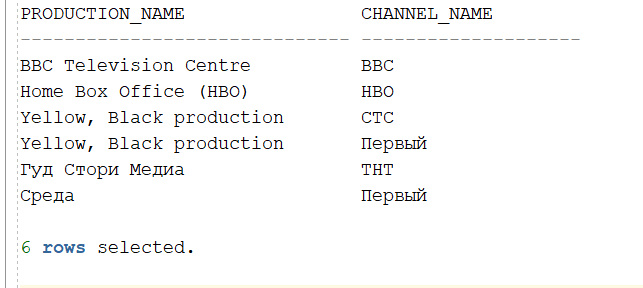 PRODUCTION_NAME CHANNEL_NAME
------------------------------ --------------------
BBC Television Centre BBC
Home Box Office (HBO) HBO
Yellow, Black production СТС
Yellow, Black production Первый
Гуд Стори Медиа ТНТ
Среда Первый
6 rows selected.